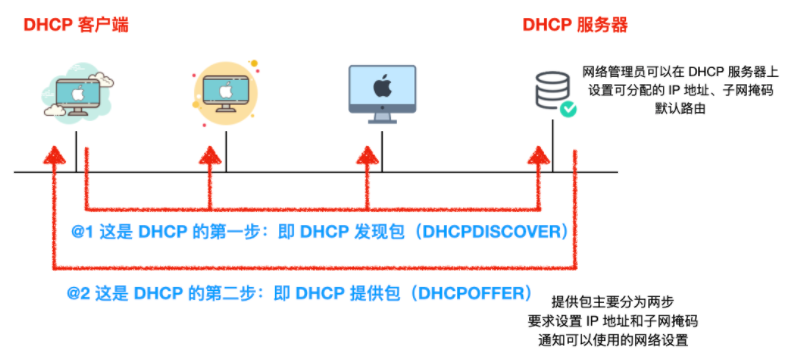 DHCP 客户端
DHCP 服务器
网络管理员可以在 DHCP 服务器上
设置可分配的 IP 地址、子网掩码
默认路由
@1 这是 DHCP 的第一步：即 DHCP 发现包（DHCPDISCOVER）
@2 这是 DHCP 的第二步：即 DHCP 提供包（DHCPOFFER）
提供包主要分为两步
要求设置 IP 地址和子网掩码
通知可以使用的网络设置